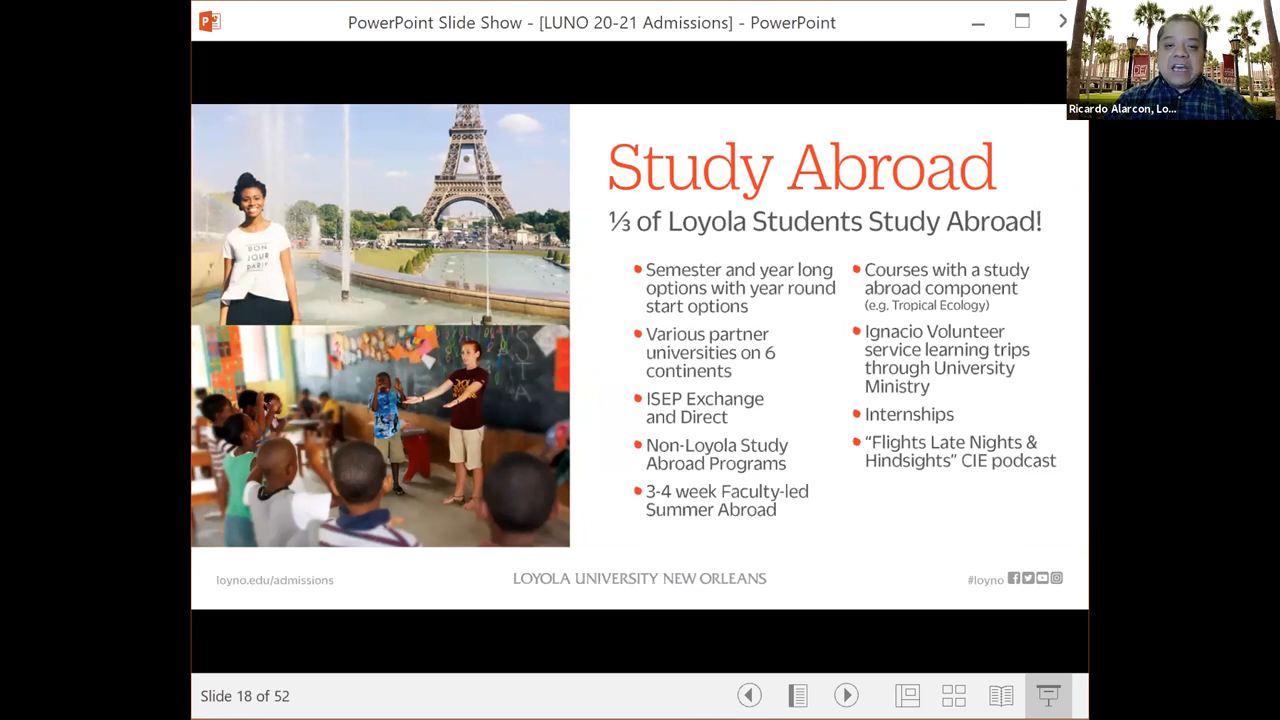 PowerPoint Slide Show - [LUNO 20-21 Admissions] - PowerPoint
Ricardo Alarcon, Lo...
BON
JOUR
PARIS
Study Abroad
⅓ of Loyola Students Study Abroad!
• Semester and year long
options with year round
start options
• Various partner
universities on 6
continents
• ISEP Exchange
and Direct
• Non-Loyola Study
Abroad Programs
• 3-4 week Faculty-led
Summer Abroad
• Courses with a study
abroad component
(e.g. Tropical Ecology)
• Ignacio Volunteer
service learning trips
through University
Ministry
• Internships
• “Flights Late Nights &
Hindsights” CIE podcast
loyno.edu/admissions
LOYOLA UNIVERSITY NEW ORLEANS
#loyno
Slide 18 of 52